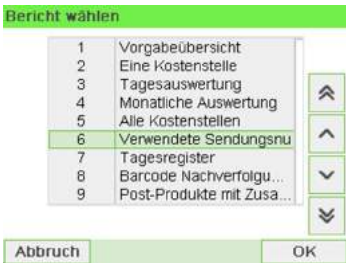 Bericht wählen
1 Vorgabeübersicht
2 Eine Kostenstelle
3 Tagesauswertung
4 Monatliche Auswertung
5 Alle Kostenstellen
6 Verwendete Sendungsnu
7 Tagesregister
8 Barcode Nachverfolgu...
9 Post-Produkte mit Zusa...
Abbruch OK